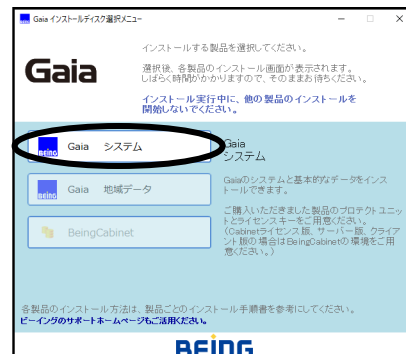 Gaia インストールディスク選択メニュー
インストールする製品を選択してください。
Gaia
選択後、各製品のインストール画面が表示されます。
しばらく時間がかかりますので、そのままお待ちください。
インストール実行中に、他の製品のインストールを
開始しないでください。
BEING
Gaia システム
Gaia
システム
Gaiaのシステムと基本的なデータをインス
トールできます。
BEING
Gaia 地域データ
ご購入いただきました製品のプロテクトユニッ
トとライセンスキーをご用意ください。
(Cabinetライセンス版、サーバー版、クライア
ント版の場合はBeingCabinetの環境をご用
意ください。)
BeingCabinet
各製品のインストール方法は、製品ごとのインストール手順書を参考にしてください。
ビーイングのサポートホームページもご活用ください。
BEING